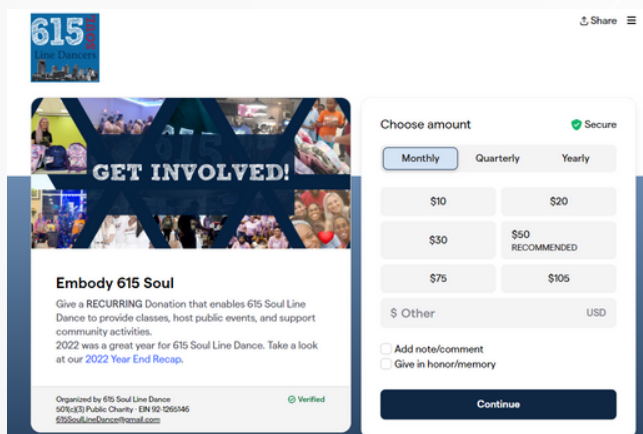 615
SOUL
Line Dancers
Share
GET INVOLVED!
Embody 615 Soul
Give a RECURRING Donation that enables 615 Soul Line
Dance to provide classes, host public events, and support
community activities.
2022 was a great year for 615 Soul Line Dance. Take a look
at our 2022 Year End Recap.
Organized by 615 Soul Line Dance
501(c)(3) Public Charity · EIN 92-1265146
615SoulLineDance@gmail.com
Verified
Choose amount
Secure
Monthly Quarterly Yearly
$10 $20
$30 $50
RECOMMENDED
$75 $105
$ Other USD
Add note/comment
Give in honor/memory
Continue